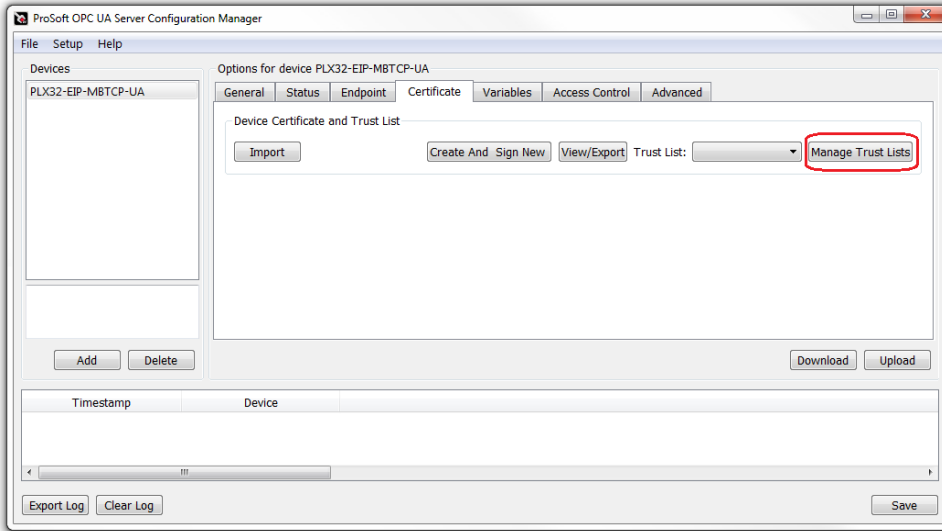 ProSoft OPC UA Server Configuration Manager
File Setup Help
Devices
PLX32-EIP-MBTCP-UA
Options for device PLX32-EIP-MBTCP-UA
General Status Endpoint Certificate Variables Access Control Advanced
Device Certificate and Trust List
Import Create And Sign New View/Export Trust List: Manage Trust Lists
Add Delete
Download Upload
Timestamp Device
Export Log Clear Log Save